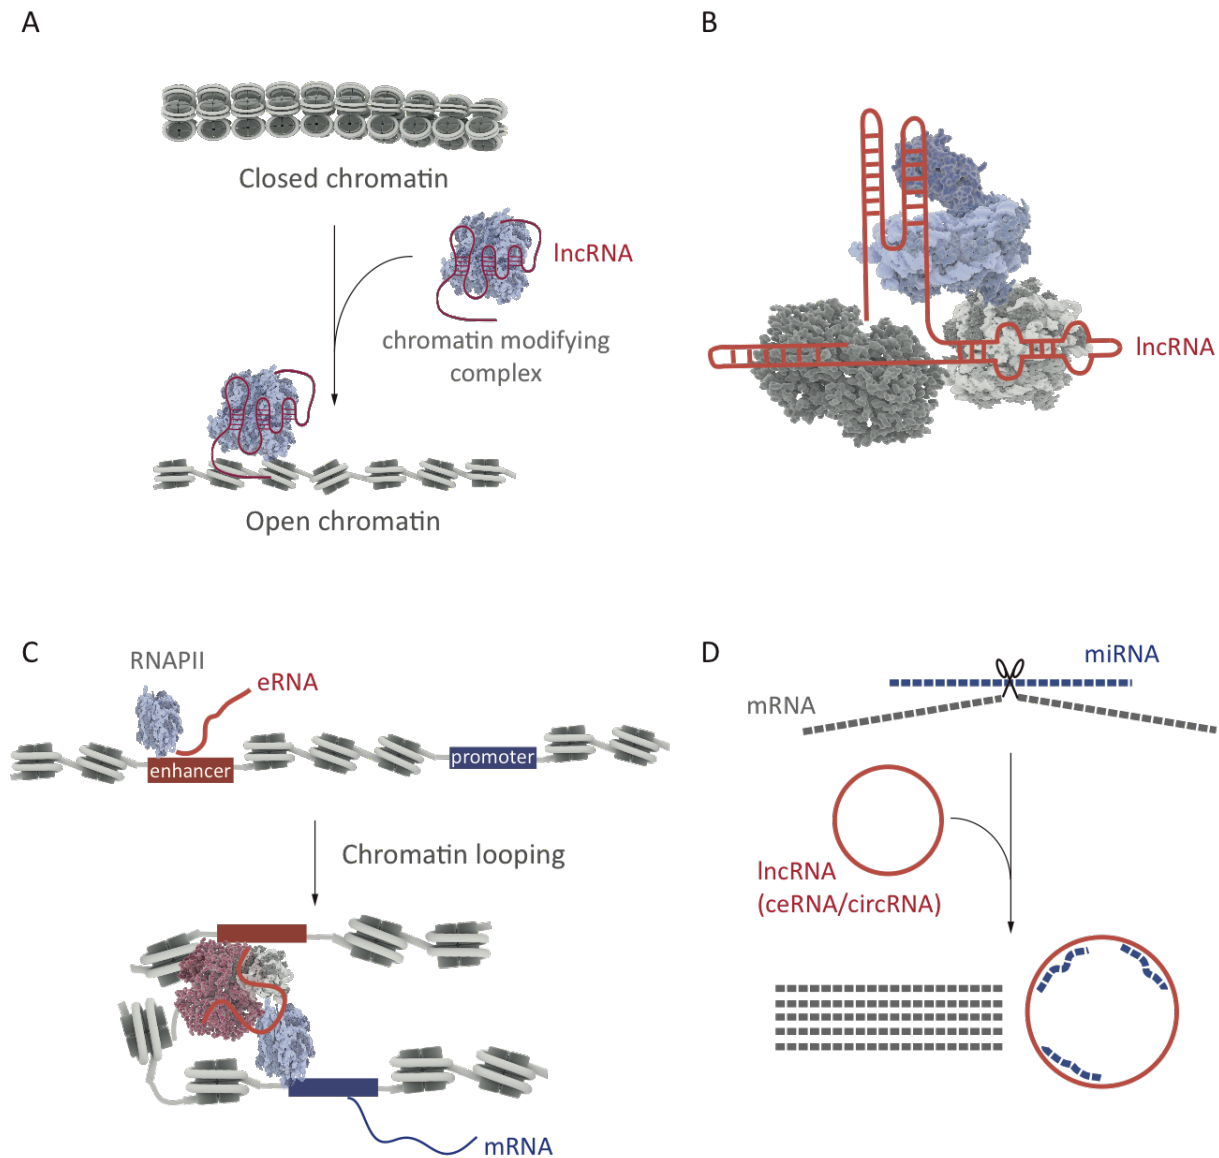 A
Closed chromatin
lncRNA
chromatin modifying
complex
Open chromatin
B
lncRNA
C
RNAPII
eRNA
enhancer
promoter
Chromatin looping
mRNA
D
miRNA
mRNA
lncRNA
(ceRNA/circRNA)